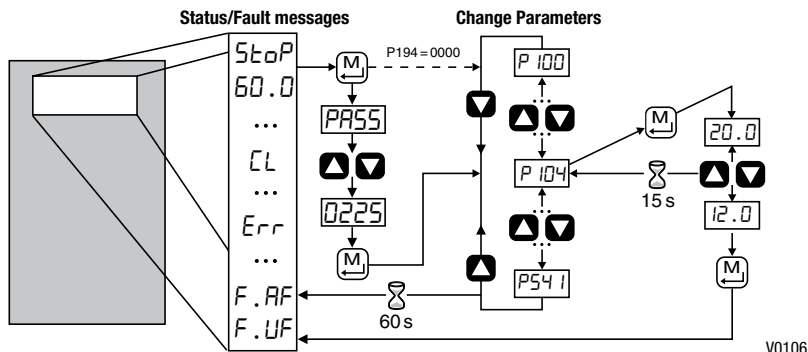 Status/Fault messages
Change Parameters
StoP
60.0
...
CL
...
Err
...
F.AF
F.UF
M
P194 = 0000
PASS
0225
M
60 s
P 100
P 104
P541
M
15 s
20.0
12.0
M
V0106